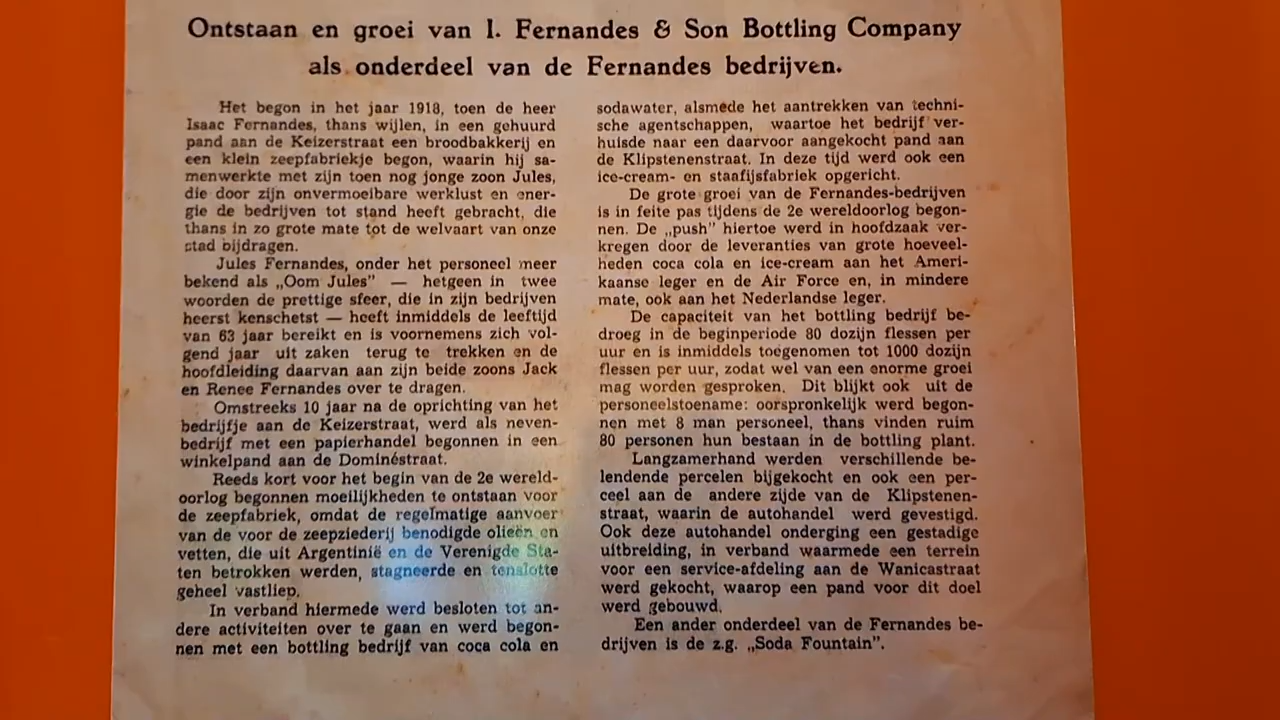 Ontstaan en groei van I. Fernandes & Son Bottling Company
als onderdeel van de Fernandes bedrijven.
Het begon in het jaar 1918, toen de heer
Isaac Fernandes, thans wijlen, in een gehuurd
pand aan de Keizerstraat een broodbakkerij en
een klein zeepfabriekje begon, waarin hij sa-
menwerkte met zijn toen nog jonge zoon Jules,
die door zijn onvermoeibare werklust en ener-
gie de bedrijven tot stand heeft gebracht, die
thans in zo grote mate tot de welvaart van onze
stad bijdragen.
Jules Fernandes, onder het personeel meer
bekend als „Oom Jules” — hetgeen in twee
woorden de prettige sfeer, die in zijn bedrijven
heerst kenschetst — heeft inmiddels de leeftijd
van 63 jaar bereikt en is voornemens zich vol-
gend jaar uit zaken terug te trekken en de
hoofdleiding daarvan aan zijn beide zoons Jack
en Renee Fernandes over te dragen.
Omstreeks 10 jaar na de oprichting van het
bedrijfje aan de Keizerstraat, werd als neven-
bedrijf met een papierhandel begonnen in een
winkelpand aan de Dominéstraat.
Reeds kort voor het begin van de 2e wereld-
oorlog begonnen moeilijkheden te ontstaan voor
de zeepfabriek, omdat de regelmatige aanvoer
van de voor de zeepziederij benodigde olieën en
vetten, die uit Argentinië en de Verenigde Sta-
ten betrokken werden, stagneerde en tenslotte
geheel vastliep.
In verband hiermede werd besloten tot an-
dere activiteiten over te gaan en werd begon-
nen met een bottling bedrijf van coca cola en
sodawater, alsmede het aantrekken van techni-
sche agentschappen, waartoe het bedrijf ver-
huisde naar een daarvoor aangekocht pand aan
de Klipstenenstraat. In deze tijd werd ook een
ice-cream- en staafijsfabriek opgericht.
De grote groei van de Fernandes-bedrijven
is in feite pas tijdens de 2e wereldoorlog begon-
nen. De „push” hiertoe werd in hoofdzaak ver-
kregen door de leveranties van grote hoeveel-
heden coca cola en ice-cream aan het Ameri-
kaanse leger en de Air Force en, in mindere
mate, ook aan het Nederlandse leger.
De capaciteit van het bottling bedrijf be-
droeg in de beginperiode 80 dozijn flessen per
uur en is inmiddels toegenomen tot 1000 dozijn
flessen per uur, zodat wel van een enorme groei
mag worden gesproken. Dit blijkt ook uit de
personeelstoename: oorspronkelijk werd begon-
nen met 8 man personeel, thans vinden ruim
80 personen hun bestaan in de bottling plant.
Langzamerhand werden verschillende be-
lendende percelen bijgekocht en ook een per-
ceel aan de andere zijde van de Klipstenen-
straat, waarin de autohandel werd gevestigd.
Ook deze autohandel onderging een gestadige
uitbreiding, in verband waarmede een terrein
voor een service-afdeling aan de Wanicastraat
werd gekocht, waarop een pand voor dit doel
werd gebouwd.
Een ander onderdeel van de Fernandes be-
drijven is de z.g. „Soda Fountain”.